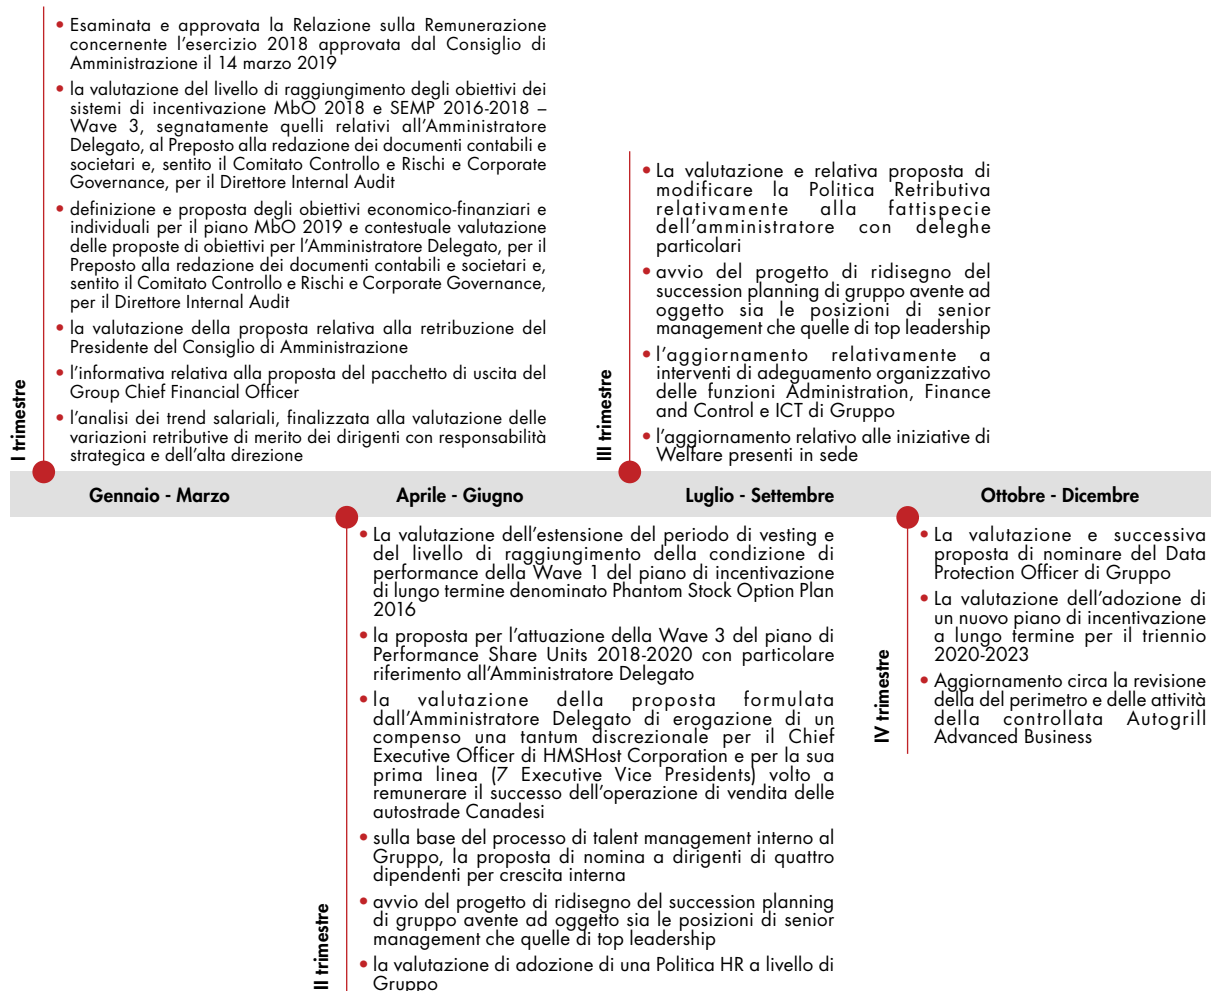 • Esaminata e approvata la Relazione sulla Remunerazione
concernente l'esercizio 2018 approvata dal Consiglio di
Amministrazione il 14 marzo 2019
• la valutazione del livello di raggiungimento degli obiettivi dei
sistemi di incentivazione MbO 2018 e SEMP 2016-2018 –
Wave 3, segnatamente quelli relativi all'Amministratore
Delegato, al Preposto alla redazione dei documenti contabili e
societari e, sentito il Comitato Controllo e Rischi e Corporate
Governance, per il Direttore Internal Audit
• definizione e proposta degli obiettivi economico-finanziari e
individuali per il piano MbO 2019 e contestuale valutazione
delle proposte di obiettivi per l'Amministratore Delegato, per il
Preposto alla redazione dei documenti contabili e societari e,
sentito il Comitato Controllo e Rischi e Corporate Governance,
per il Direttore Internal Audit
• la valutazione della proposta relativa alla retribuzione del
Presidente del Consiglio di Amministrazione
• l'informativa relativa alla proposta del pacchetto di uscita del
Group Chief Financial Officer
• l'analisi dei trend salariali, finalizzata alla valutazione delle
variazioni retributive di merito dei dirigenti con responsabilità
strategica e dell'alta direzione
I trimestre
• La valutazione e relativa proposta di
modificare la Politica Retributiva
relativamente alla fattispecie
dell'amministratore con deleghe
particolari
• avvio del progetto di ridisegno del
succession planning di gruppo avente ad
oggetto sia le posizioni di senior
management che quelle di top leadership
• l'aggiornamento relativamente a
interventi di adeguamento organizzativo
delle funzioni Administration, Finance
and Control e ICT di Gruppo
• l'aggiornamento relativo alle iniziative di
Welfare presenti in sede
III trimestre
Gennaio - Marzo
Aprile - Giugno
Luglio - Settembre
Ottobre - Dicembre
• La valutazione dell'estensione del periodo di vesting e
del livello di raggiungimento della condizione di
performance della Wave 1 del piano di incentivazione
di lungo termine denominato Phantom Stock Option Plan
2016
• la proposta per l'attuazione della Wave 3 del piano di
Performance Share Units 2018-2020 con particolare
riferimento all'Amministratore Delegato
• la valutazione della proposta formulata
dall'Amministratore Delegato di erogazione di un
compenso una tantum discrezionale per il Chief
Executive Officer di HMSHost Corporation e per la sua
prima linea (7 Executive Vice Presidents) volto a
remunerare il successo dell'operazione di vendita delle
autostrade Canadesi
• sulla base del processo di talent management interno al
Gruppo, la proposta di nomina a dirigenti di quattro
dipendenti per crescita interna
• avvio del progetto di ridisegno del succession planning
di gruppo avente ad oggetto sia le posizioni di senior
management che quelle di top leadership
• la valutazione di adozione di una Politica HR a livello di
Gruppo
II trimestre
• La valutazione e successiva
proposta di nominare del Data
Protection Officer di Gruppo
• La valutazione dell'adozione di
un nuovo piano di incentivazione
a lungo termine per il triennio
2020-2023
• Aggiornamento circa la revisione
della del perimetro e delle attività
della controllata Autogrill
Advanced Business
IV trimestre